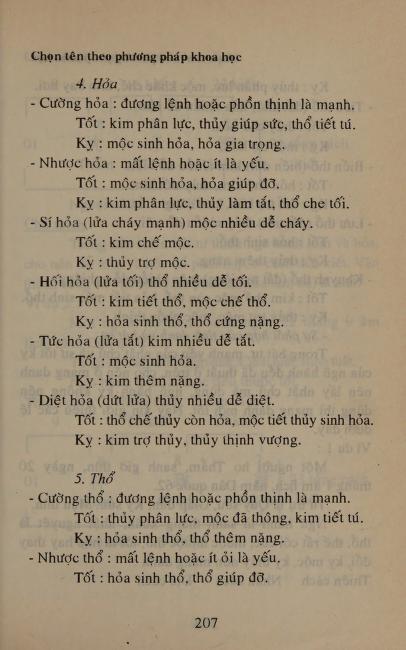 Chọn tên theo phương pháp khoa học
4. Hỏa
- Cường hỏa : đương lệnh hoặc phồn thịnh là mạnh.
Tốt : kim phân lực, thủy giúp sức, thổ tiết tú.
Kỵ : mộc sinh hỏa, hỏa gia trọng.
- Nhược hỏa : mất lệnh hoặc ít là yếu.
Tốt : mộc sinh hỏa, hỏa giúp đỡ.
Kỵ : kim phân lực, thủy làm tắt, thổ che tối.
- Sí hỏa (lửa cháy mạnh) mộc nhiều dễ cháy.
Tốt : kim chế mộc.
Kỵ : thủy trợ mộc.
- Hối hỏa (lửa tối) thổ nhiều dễ tối.
Tốt : kim tiết thổ, mộc chế thổ.
Kỵ : hỏa sinh thổ, thổ cứng nặng.
- Tức hỏa (lửa tắt) kim nhiều dễ tắt.
Tốt : mộc sinh hỏa.
Kỵ : kim thêm nặng.
- Diệt hỏa (dứt lửa) thủy nhiều dễ diệt.
Tốt : thổ chế thủy còn hỏa, mộc tiết thủy sinh hỏa.
Kỵ : kim trợ thủy, thủy thịnh vượng.
5. Thổ
- Cường thổ : đương lệnh hoặc phồn thịnh là mạnh.
Tốt : thủy phân lực, mộc đã thông, kim tiết tú.
Kỵ : hỏa sinh thổ, thổ thêm nặng.
- Nhược thổ : mất lệnh hoặc ít ỏi là yếu.
Tốt : hỏa sinh thổ, thổ giúp đỡ.
207